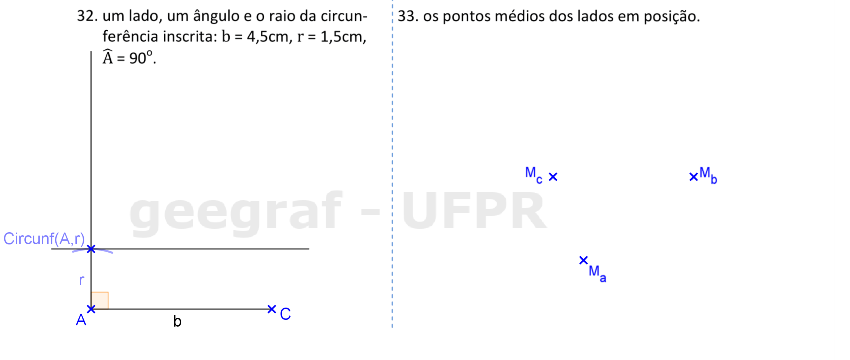 32. um lado, um ângulo e o raio da circun-
ferência inscrita: b = 4,5cm, r = 1,5cm,
Â = 90º.
Circunf(A,r)
r
A
b
C
33. os pontos médios dos lados em posição.
Mc
Mb
Ma
geegraf - UFPR